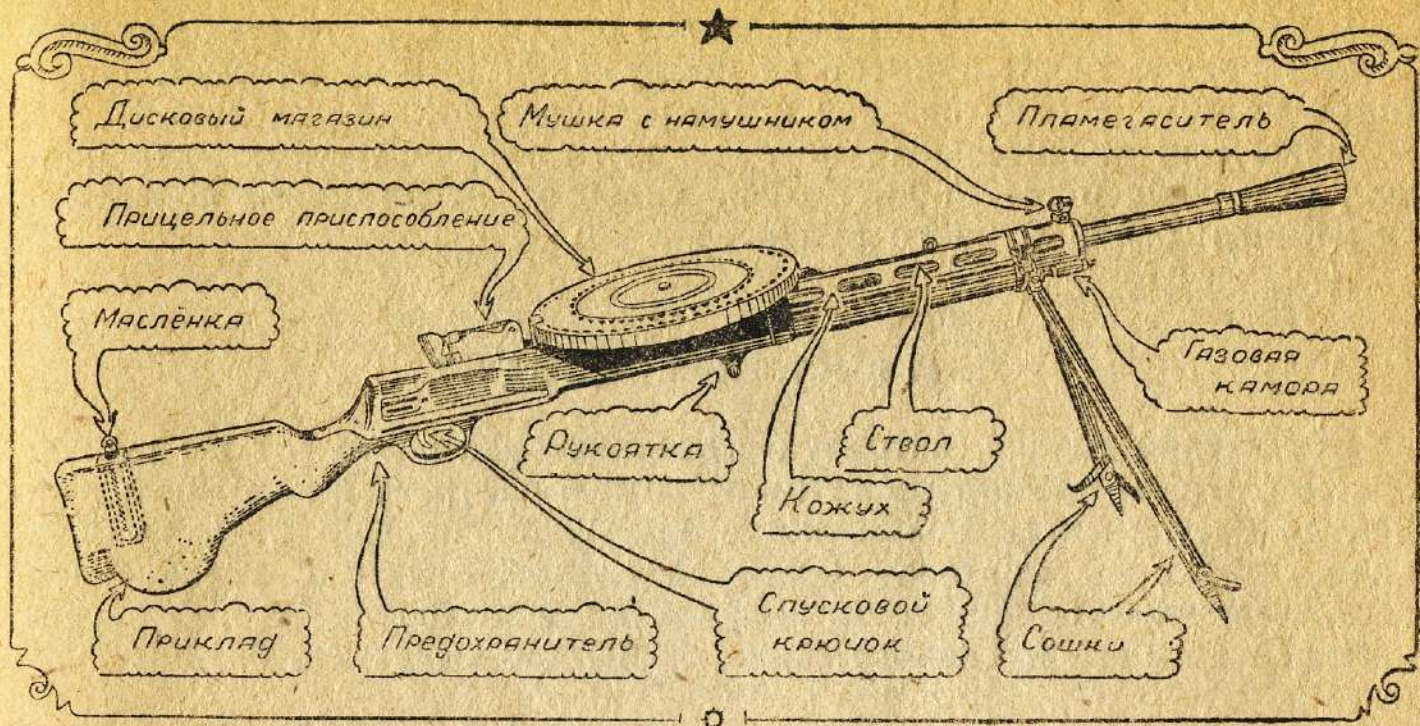 Дисковый магазин
Мушка с намушником
Пламегаситель
Прицельное приспособление
Маслёнка
Газовая
камора
Рукоятка
Ствол
Кожух
Приклад
Предохранитель
Спусковой
крючок
Сошки